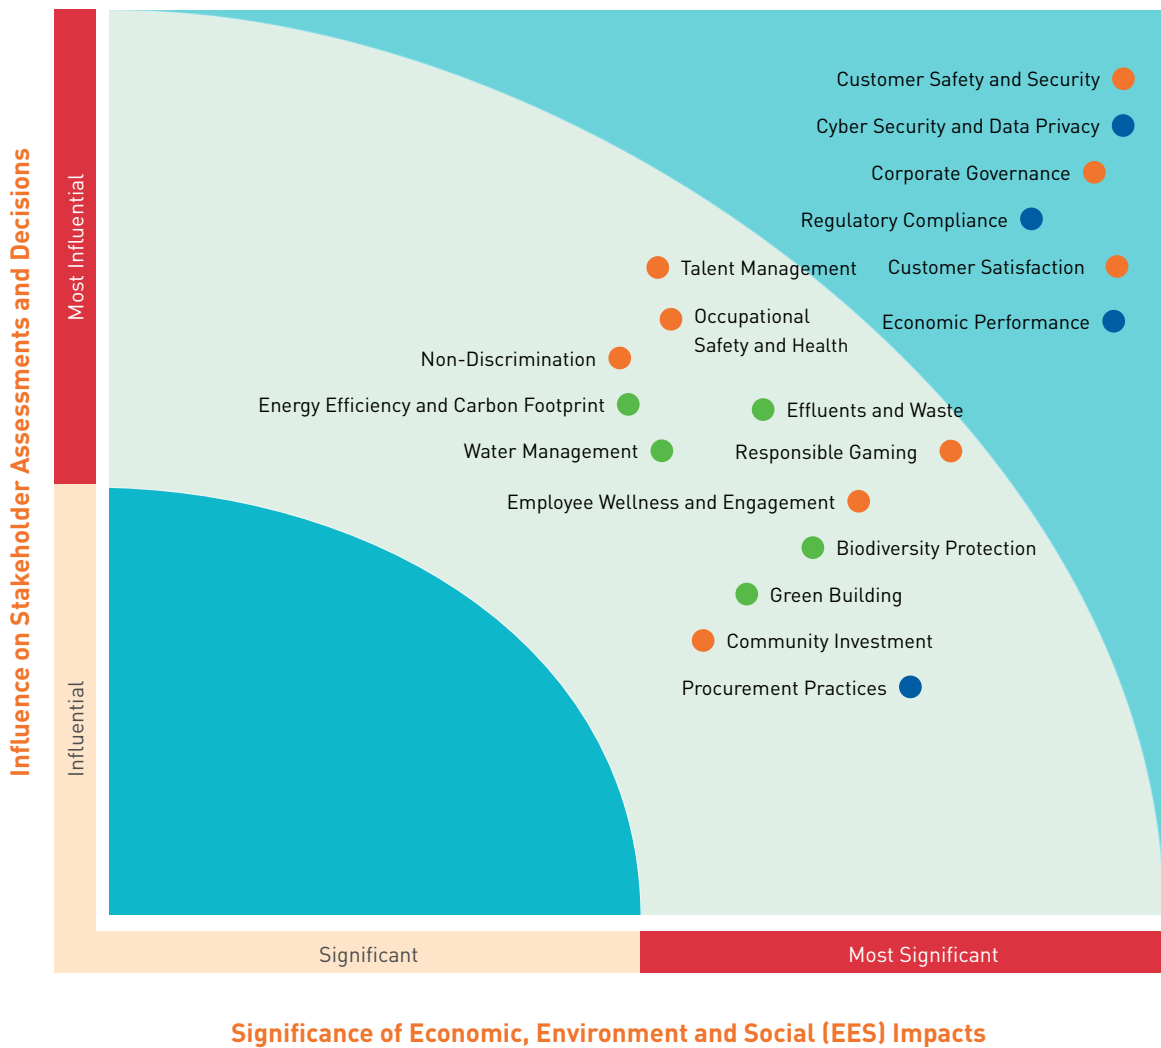 Influence on Stakeholder Assessments and Decisions
Most Influential
Influential
Customer Safety and Security
Cyber Security and Data Privacy
Corporate Governance
Regulatory Compliance
Talent Management
Customer Satisfaction
Occupational
Safety and Health
Economic Performance
Non-Discrimination
Energy Efficiency and Carbon Footprint
Effluents and Waste
Water Management
Responsible Gaming
Employee Wellness and Engagement
Biodiversity Protection
Green Building
Community Investment
Procurement Practices
Significant
Most Significant
Significance of Economic, Environment and Social (EES) Impacts